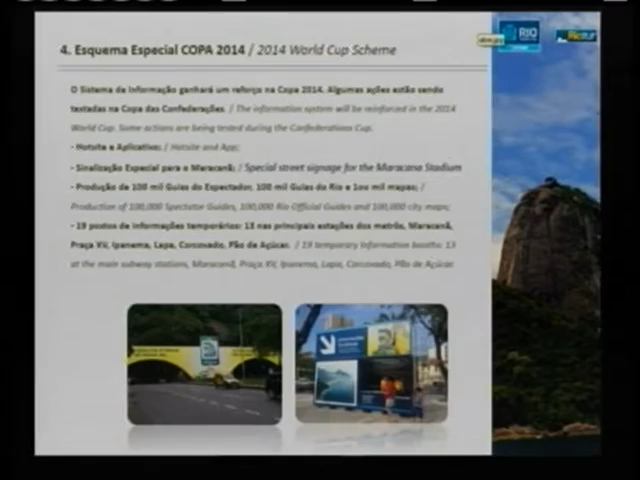 4. Esquema Especial COPA 2014 / 2014 World Cup Scheme
RIO
Riotur
O Sistema de Informação ganhará um reforço na Copa 2014. Algumas ações estão sendo
testadas na Copa das Confederações. / The information system will be reinforced in the 2014
World Cup. Some actions are being tested during the Confederations Cup.
- Hotsite e Aplicativo; / Hotsite and App;
- Sinalização Especial para o Maracanã; / Special street signage for the Maracana Stadium
- Produção de 100 mil Guias do Espectador, 100 mil Guias do Rio e 1oo mil mapas; /
Production of 100,000 Spectator Guides, 100,000 Rio Official Guides and 100,000 city maps;
- 19 postos de informações temporários: 13 nas principais estações dos metrôs, Maracanã,
Praça XV, Ipanema, Lapa, Corcovado, Pão de Açúcar. / 19 temporary information booths: 13
at the main subway stations, Maracanã, Praça XV, Ipanema, Lapa, Corcovado, Pão de Açúcar.